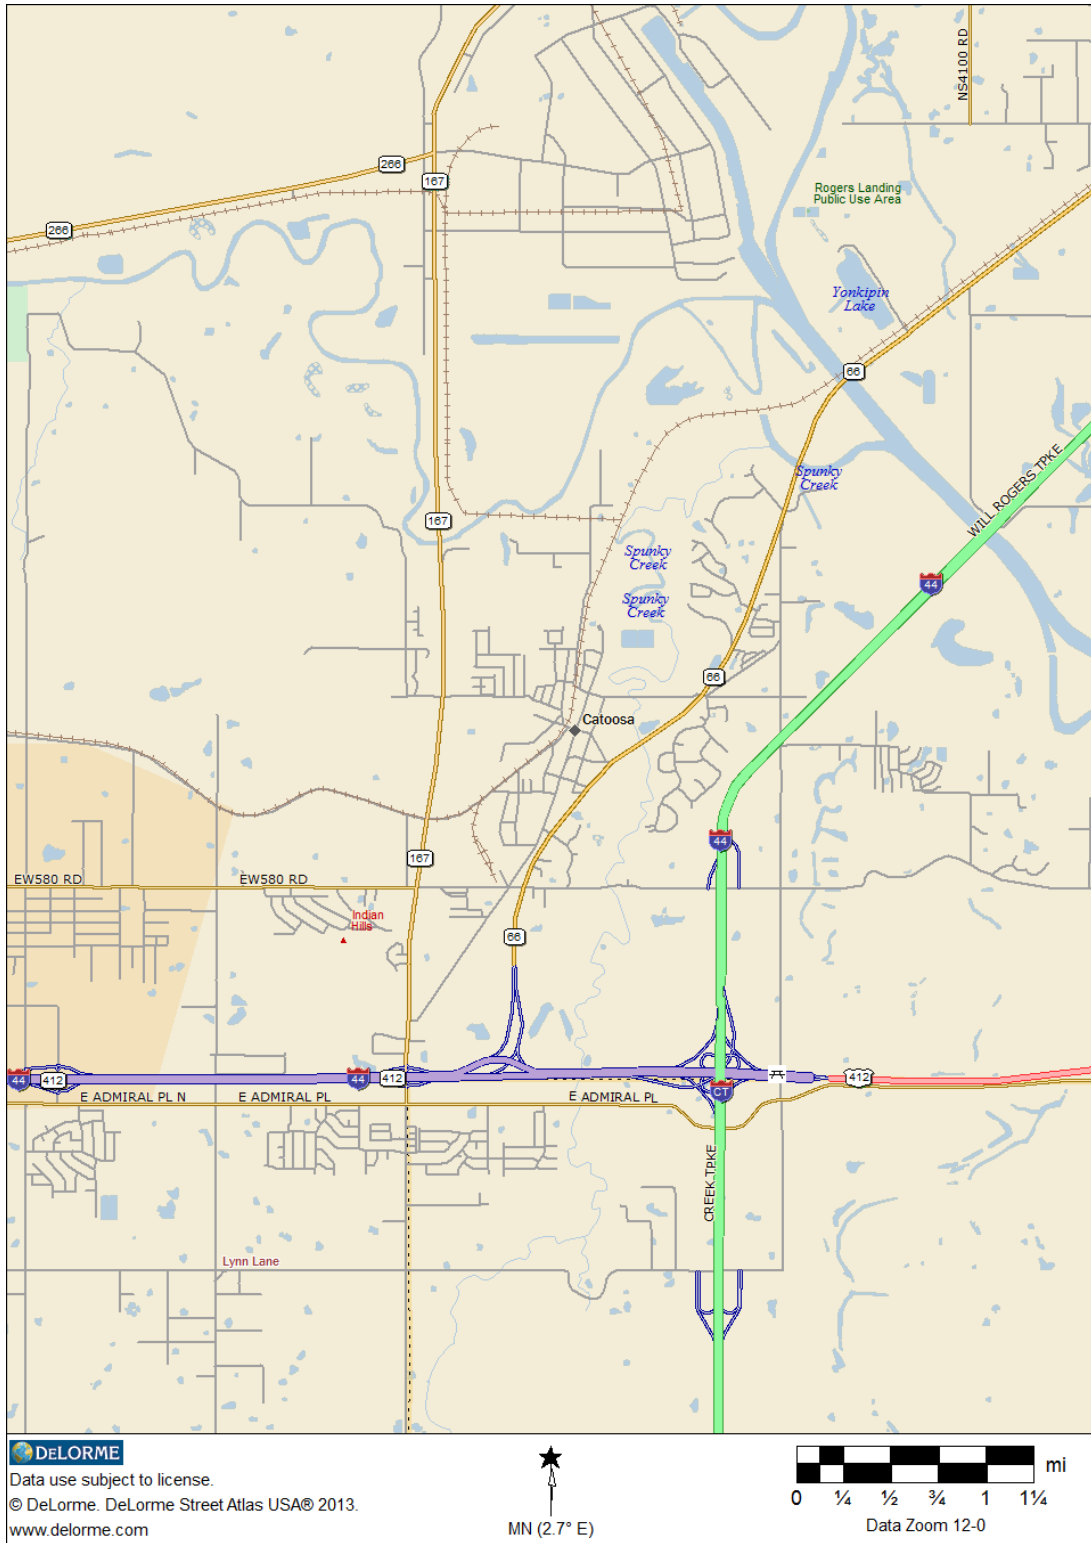 NS4100 RD
266
167
266
Rogers Landing
Public Use Area
Yonkipin
Lake
66
WILL ROGERS TPKE
Spunky
Creek
167
Spunky
Creek
44
Spunky
Creek
66
Catoosa
44
167
EW580 RD
EW580 RD
Indian
Hills
66
44
412
44
412
412
CT
E ADMIRAL PL N
E ADMIRAL PL
E ADMIRAL PL
CREEK TPKE
Lynn Lane
DELORME
Data use subject to license.
© DeLorme. DeLorme Street Atlas USA® 2013.
www.delorme.com
MN (2.7° E)
mi
0 ¼ ½ ¾ 1 1¼
Data Zoom 12-0